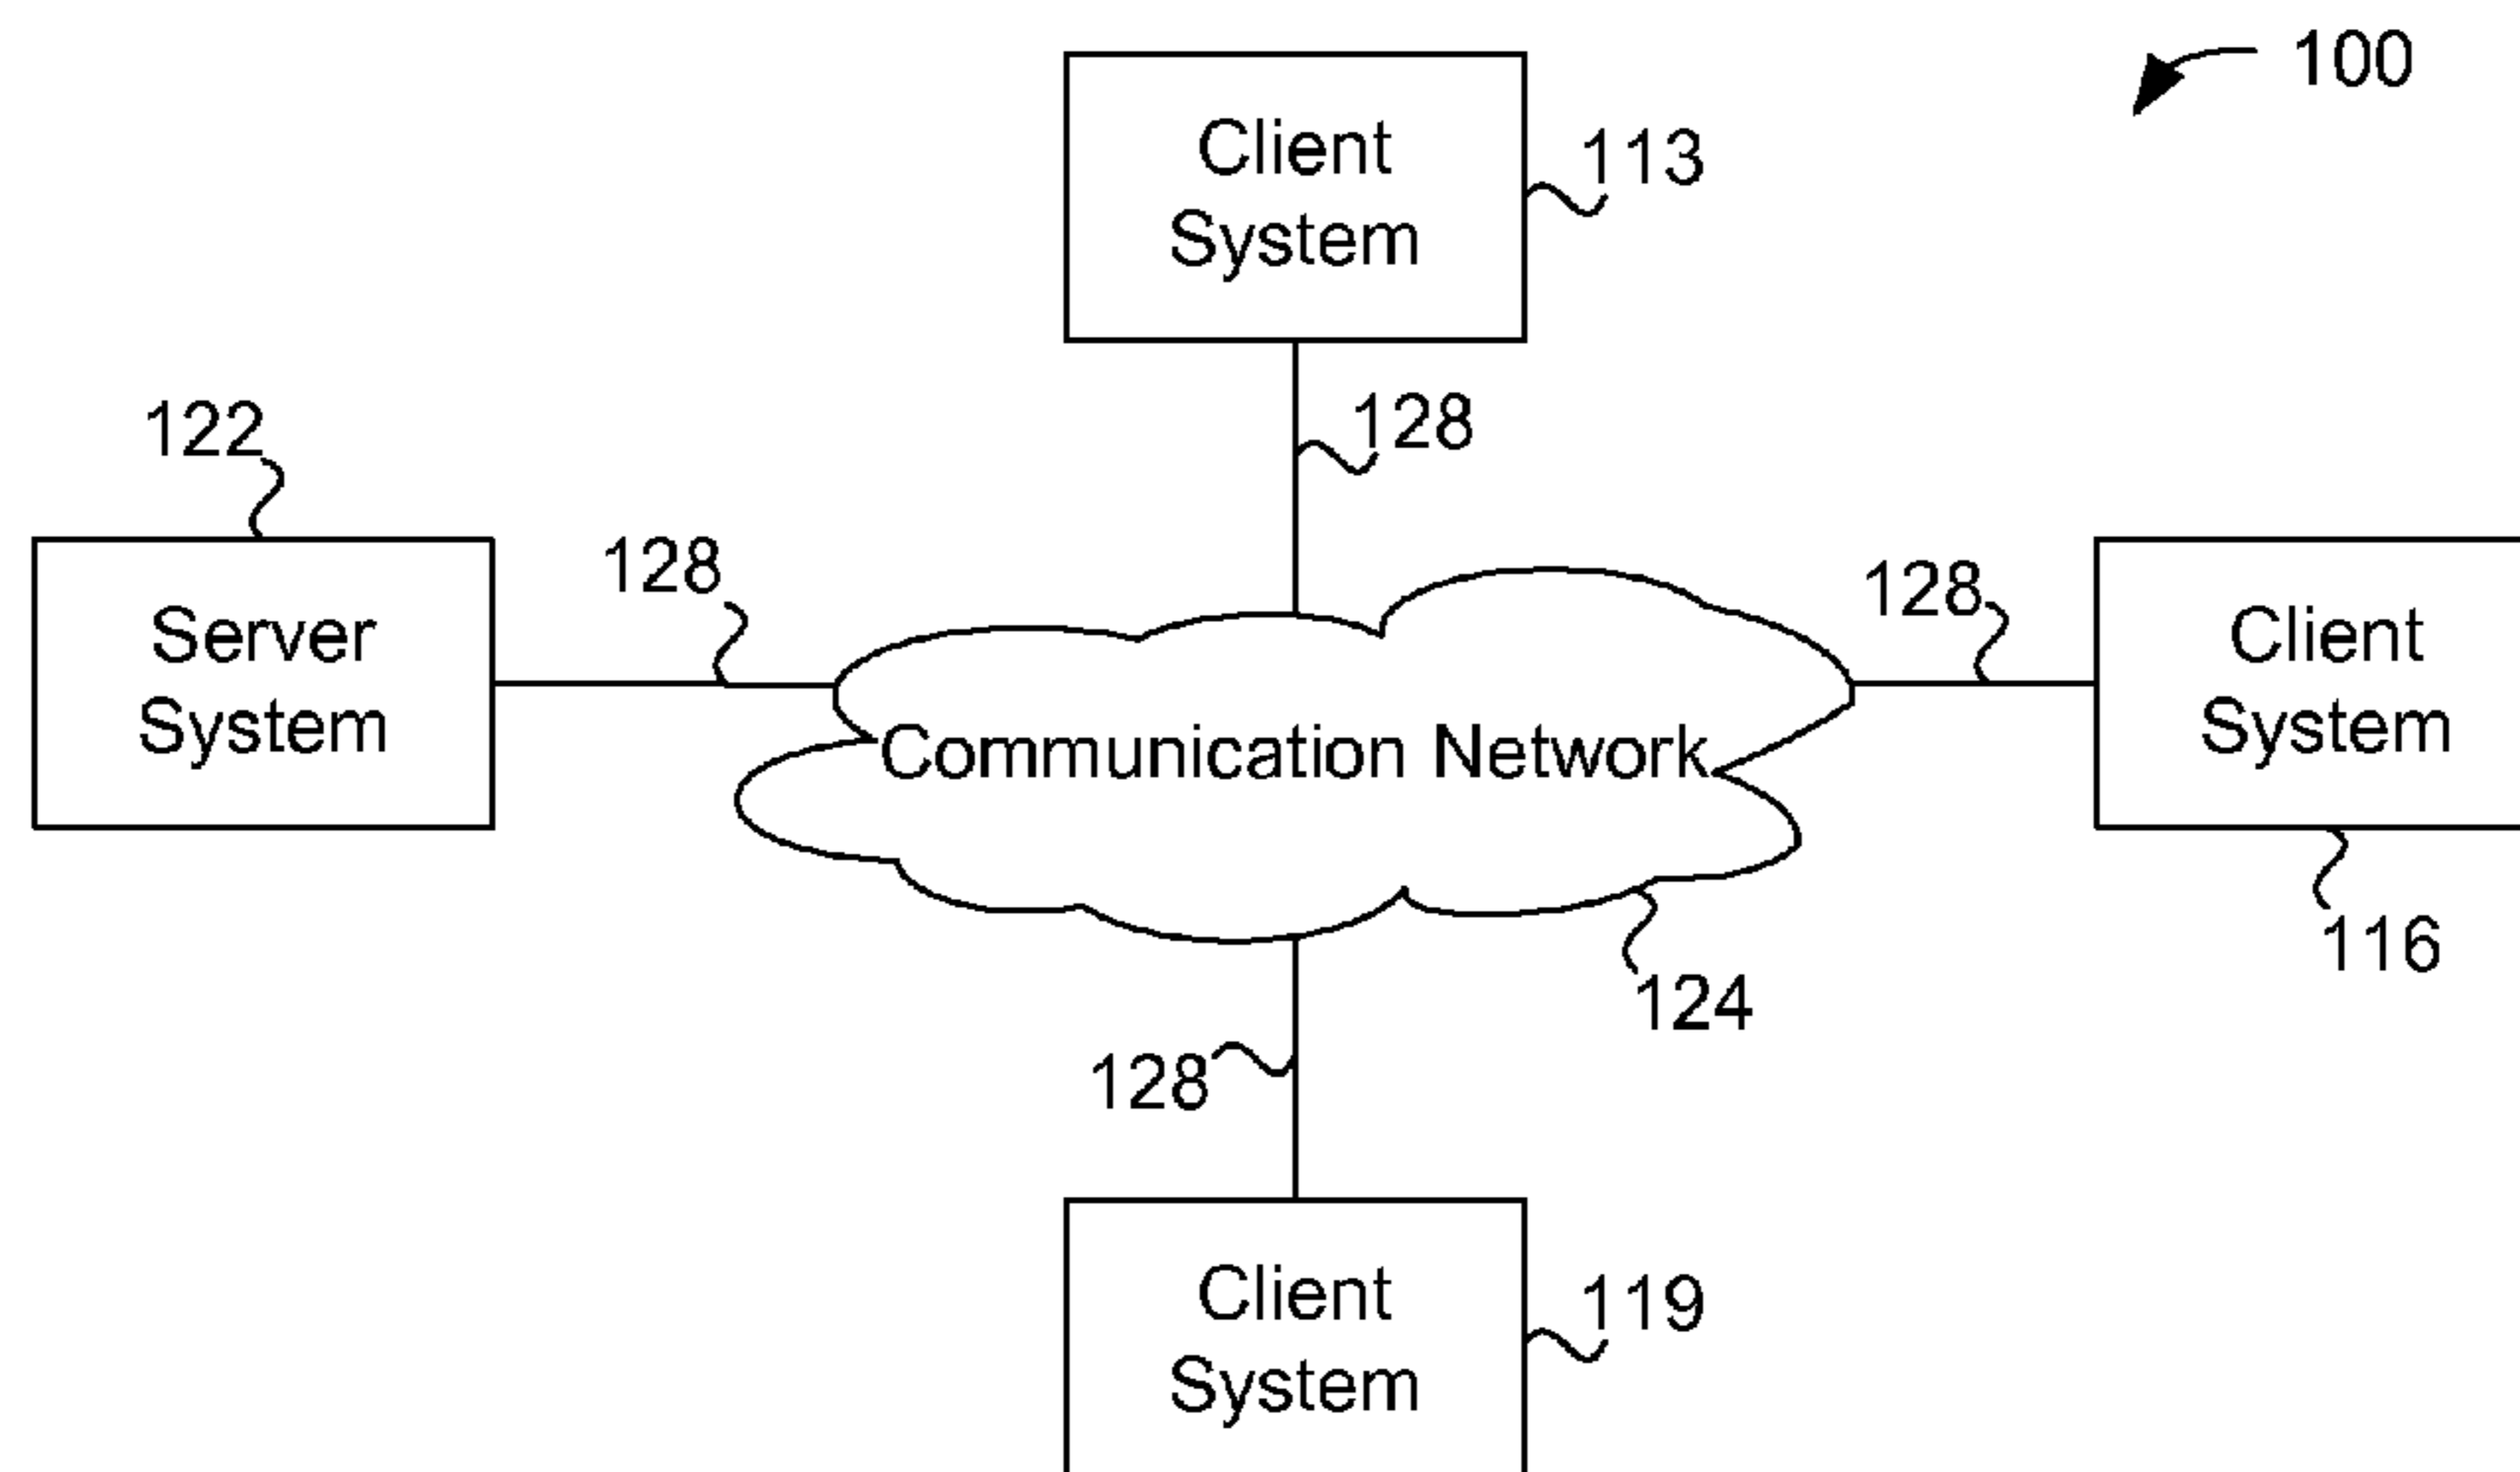 100
Client
System
113
128
122
Server
System
128
128
Client
System
Communication Network
116
124
128
Client
System
119